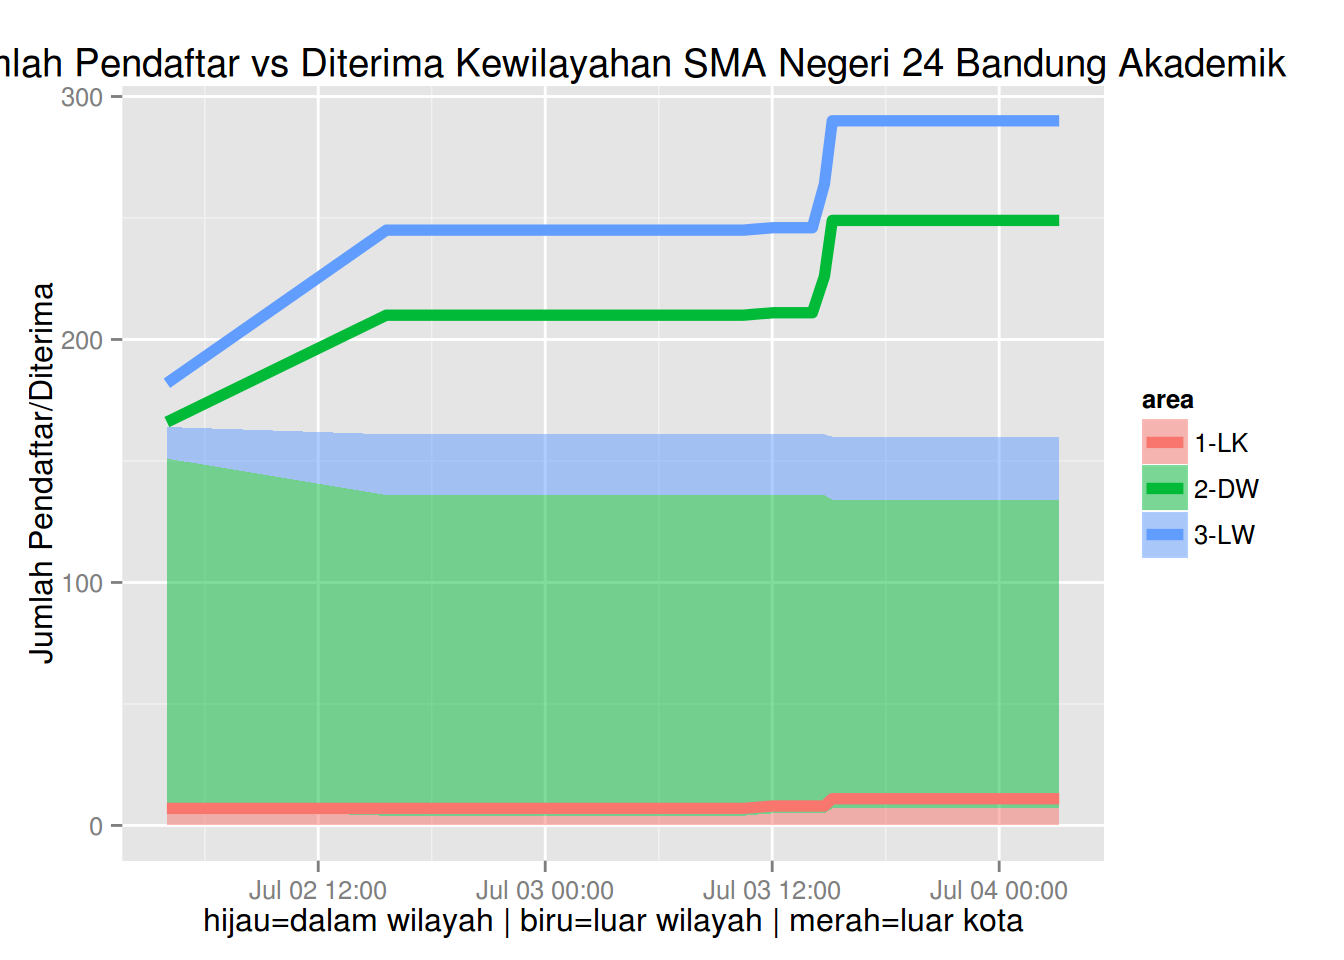 mlah Pendaftar vs Diterima Kewilayahan SMA Negeri 24 Bandung Akademik
300
200
100
0
Jumlah Pendaftar/Diterima
Jul 02 12:00
Jul 03 00:00
Jul 03 12:00
Jul 04 00:00
hijau=dalam wilayah | biru=luar wilayah | merah=luar kota
area
1-LK
2-DW
3-LW